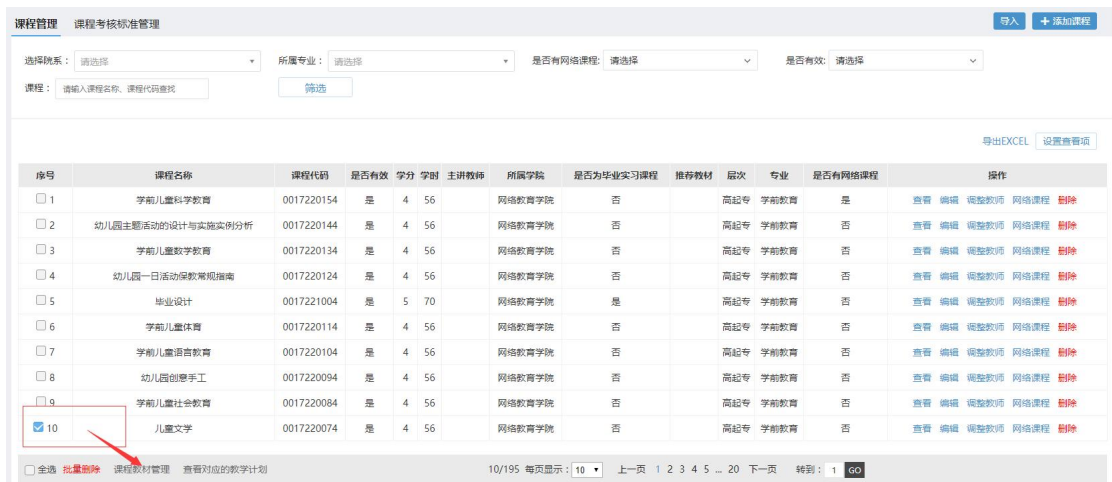 课程管理 课程考核标准管理 导入 + 添加课程
选择院系： 请选择 所属专业： 请选择 是否有网络课程: 请选择 是否有效: 请选择
课程： 请输入课程名称、课程代码查找 筛选
导出EXCEL 设置查看项
序号 课程名称 课程代码 是否有效 学分 学时 主讲教师 所属学院 是否为毕业实习课程 推荐教材 层次 专业 是否有网络课程 操作
1 学前儿童科学教育 0017220154 是 4 56 网络教育学院 否 高起专 学前教育 是 查看 编辑 调整教师 网络课程 删除
2 幼儿园主题活动的设计与实施实例分析 0017220144 是 4 56 网络教育学院 否 高起专 学前教育 否 查看 编辑 调整教师 网络课程 删除
3 学前儿童数学教育 0017220134 是 4 56 网络教育学院 否 高起专 学前教育 否 查看 编辑 调整教师 网络课程 删除
4 幼儿园一日活动保教常规指南 0017220124 是 4 56 网络教育学院 否 高起专 学前教育 否 查看 编辑 调整教师 网络课程 删除
5 毕业设计 0017221004 是 5 70 网络教育学院 是 高起专 学前教育 否 查看 编辑 调整教师 网络课程 删除
6 学前儿童体育 0017220114 是 4 56 网络教育学院 否 高起专 学前教育 否 查看 编辑 调整教师 网络课程 删除
7 学前儿童语言教育 0017220104 是 4 56 网络教育学院 否 高起专 学前教育 否 查看 编辑 调整教师 网络课程 删除
8 幼儿园创意手工 0017220094 是 4 56 网络教育学院 否 高起专 学前教育 否 查看 编辑 调整教师 网络课程 删除
9 学前儿童社会教育 0017220084 是 4 56 网络教育学院 否 高起专 学前教育 否 查看 编辑 调整教师 网络课程 删除
10 儿童文学 0017220074 是 4 56 网络教育学院 否 高起专 学前教育 否 查看 编辑 调整教师 网络课程 删除
全选 批量删除 课程教材管理 查看对应的教学计划 10/195 每页显示：10 上一页 1 2 3 4 5 ... 20 下一页 转到：1 GO